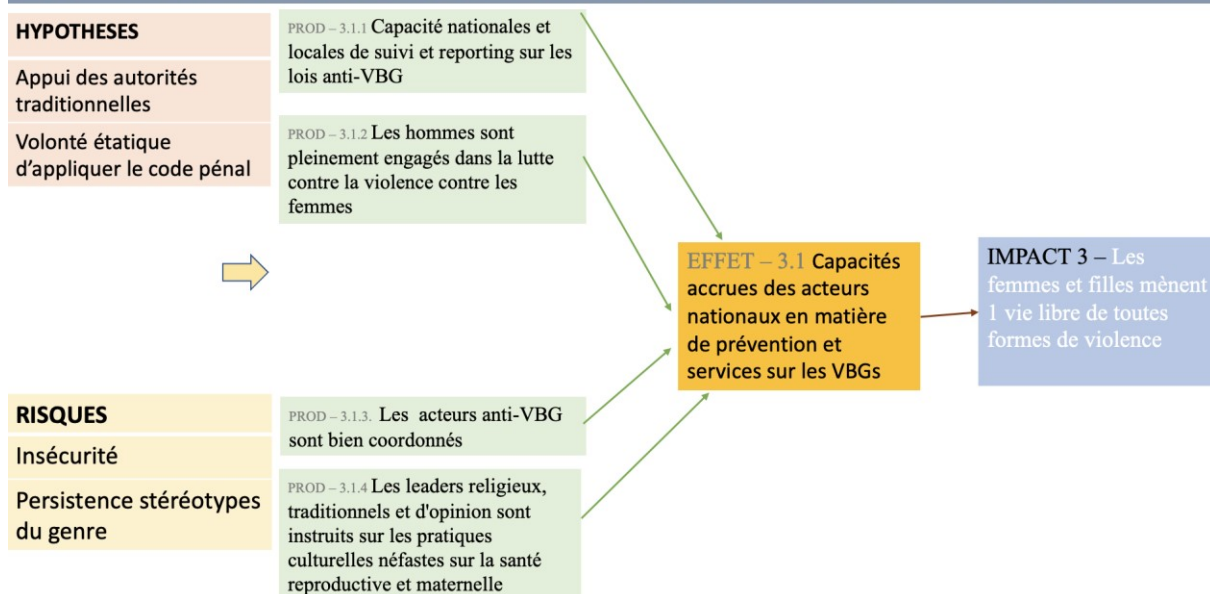 HYPOTHESES
Appui des autorités
traditionnelles
Volonté étatique
d’appliquer le code pénal
PROD – 3.1.1 Capacité nationales et
locales de suivi et reporting sur les
lois anti-VBG
PROD – 3.1.2 Les hommes sont
pleinement engagés dans la lutte
contre la violence contre les
femmes
RISQUES
Insécurité
Persistence stéréotypes
du genre
PROD – 3.1.3. Les acteurs anti-VBG
sont bien coordonnés
PROD – 3.1.4 Les leaders religieux,
traditionnels et d'opinion sont
instruits sur les pratiques
culturelles néfastes sur la santé
reproductive et maternelle
EFFET – 3.1 Capacités
accrues des acteurs
nationaux en matière
de prévention et
services sur les VBGs
IMPACT 3 – Les
femmes et filles mènent
1 vie libre de toutes
formes de violence